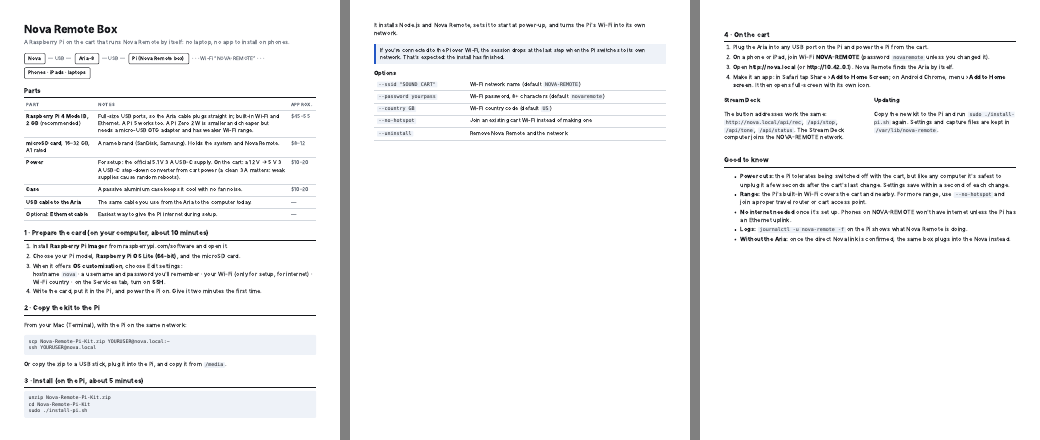 Nova Remote Box
A Raspberry Pi on the cart that runs Nova Remote by itself: no laptop, no app to install on phones.
Nova — USB — Aria-8 — USB — Pi (Nova Remote box) · · · Wi-Fi "NOVA-REMOTE" · · ·
Phones · iPads · laptops
Parts
PART NOTES APPROX.
Raspberry Pi 4 Model B, Full-size USB ports, so the Aria cable plugs straight in; built-in Wi-Fi and $45-55
2 GB (recommended) Ethernet. A Pi 5 works too. A Pi Zero 2 W is smaller and cheaper but
needs a micro-USB OTG adapter and has weaker Wi-Fi range.
microSD card, 16–32 GB, A name brand (SanDisk, Samsung). Holds the system and Nova Remote. $8-12
A1 rated
Power For setup: the official 5.1 V 3 A USB-C supply. On the cart: a 12 V → 5 V 3 $10-20
A USB-C step-down converter from cart power (a clean 3 A matters: weak
supplies cause random reboots).
Case A passive aluminium case keeps it cool with no fan noise. $10-20
USB cable to the Aria The same cable you use from the Aria to the computer today. —
Optional: Ethernet cable Easiest way to give the Pi internet during setup. —
1 · Prepare the card (on your computer, about 10 minutes)
1. Install Raspberry Pi Imager from raspberrypi.com/software and open it.
2. Choose your Pi model, Raspberry Pi OS Lite (64-bit), and the microSD card.
3. When it offers OS customisation, choose Edit settings:
hostname nova · a username and password you'll remember · your Wi-Fi (only for setup, for internet) ·
Wi-Fi country · on the Services tab, turn on SSH.
4. Write the card, put it in the Pi, and power the Pi on. Give it two minutes the first time.
2 · Copy the kit to the Pi
From your Mac (Terminal), with the Pi on the same network:
scp Nova-Remote-Pi-Kit.zip YOURUSER@nova.local:~
ssh YOURUSER@nova.local
Or copy the zip to a USB stick, plug it into the Pi, and copy it from /media.
3 · Install (on the Pi, about 5 minutes)
unzip Nova-Remote-Pi-Kit.zip
cd Nova-Remote-Pi-Kit
sudo ./install-pi.sh
It installs Node.js and Nova Remote, sets it to start at power-up, and turns the Pi's Wi-Fi into its own
network.
If you're connected to the Pi over Wi-Fi, the session drops at the last step when the Pi switches to its own
network. That's expected: the install has finished.
Options
--ssid "SOUND CART" Wi-Fi network name (default NOVA-REMOTE)
--password yourpass Wi-Fi password, 8+ characters (default novaremote)
--country GB Wi-Fi country code (default US)
--no-hotspot Join an existing cart Wi-Fi instead of making one
--uninstall Remove Nova Remote and the network
4 · On the cart
1. Plug the Aria into any USB port on the Pi and power the Pi from the cart.
2. On a phone or iPad, join Wi-Fi NOVA-REMOTE (password novaremote unless you changed it).
3. Open http://nova.local (or http://10.42.0.1). Nova Remote finds the Aria by itself.
4. Make it an app: in Safari tap Share > Add to Home Screen; on Android Chrome, menu > Add to Home
screen. It then opens full screen with its own icon.
Stream Deck
The button addresses work the same:
http://nova.local/api/rec, /api/stop,
/api/tone, /api/status. The Stream Deck
computer joins the NOVA-REMOTE network.
Updating
Copy the new kit to the Pi and run sudo ./install-
pi.sh again. Settings and capture files are kept in
/var/lib/nova-remote.
Good to know
• Power cuts: the Pi tolerates being switched off with the cart, but like any computer it's safest to
unplug it a few seconds after the cart's last change. Settings save within a second of each change.
• Range: the Pi's built-in Wi-Fi covers the cart and nearby. For more range, use --no-hotspot and
join a proper travel router or cart access point.
• No internet needed once it's set up. Phones on NOVA-REMOTE won't have internet unless the Pi has
an Ethernet uplink.
• Logs: journalctl -u nova-remote -f on the Pi shows what Nova Remote is doing.
• Without the Aria: once the direct Nova link is confirmed, the same box plugs into the Nova instead.